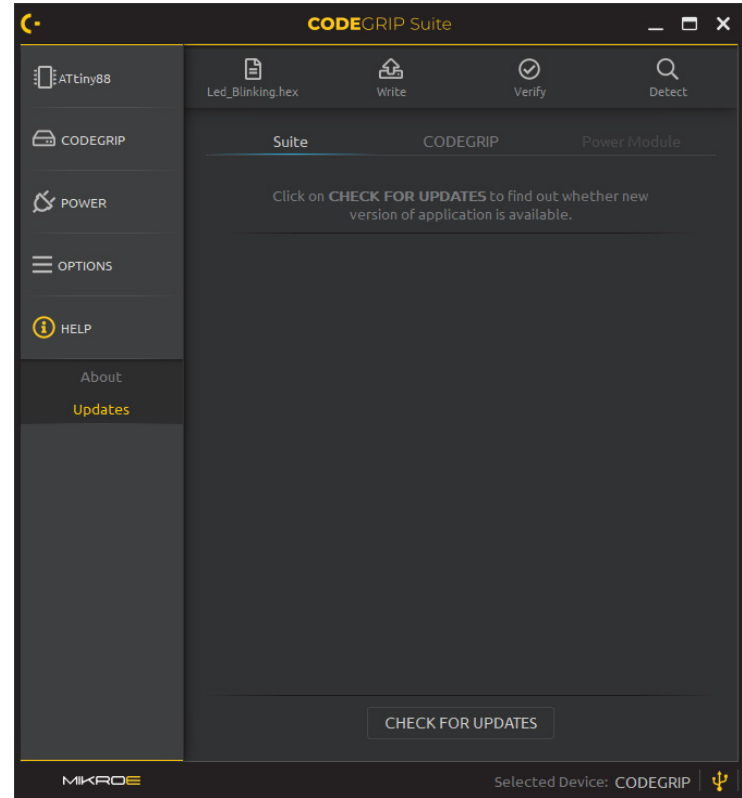 CODEGRIP Suite
ATtiny88
Led_Blinking.hex
Write
Verify
Detect
CODEGRIP
POWER
OPTIONS
HELP
About
Updates
Suite
CODEGRIP
Power Module
Click on CHECK FOR UPDATES to find out whether new
version of application is available.
CHECK FOR UPDATES
MIKROE
Selected Device: CODEGRIP